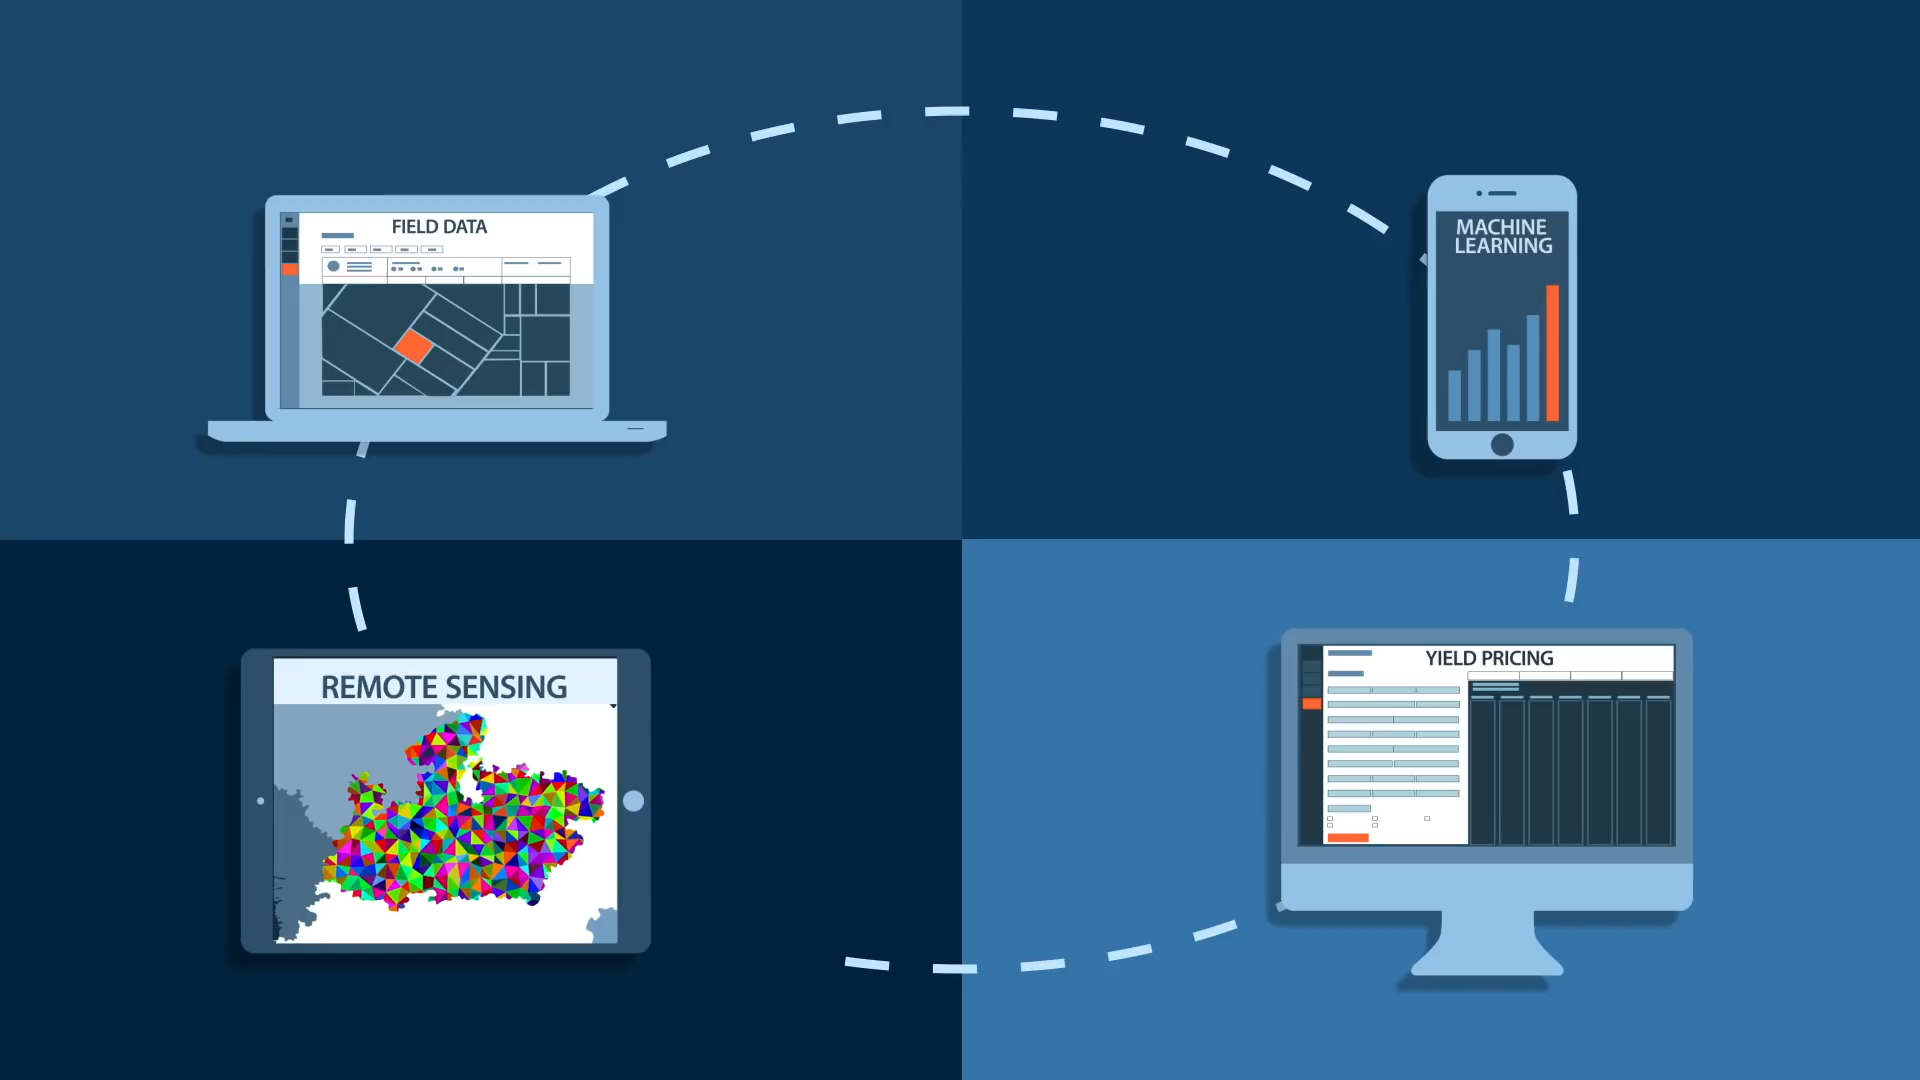 FIELD DATA
MACHINE
LEARNING
REMOTE SENSING
YIELD PRICING